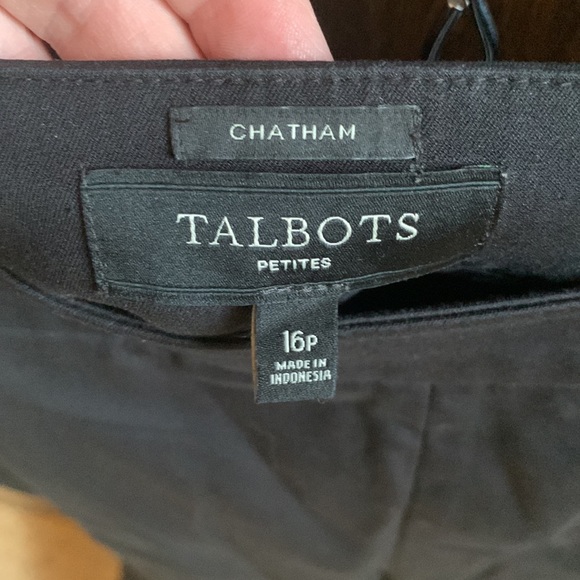 CHATHAM
TALBOTS
PETITES
16P
MADE IN
INDONESIA